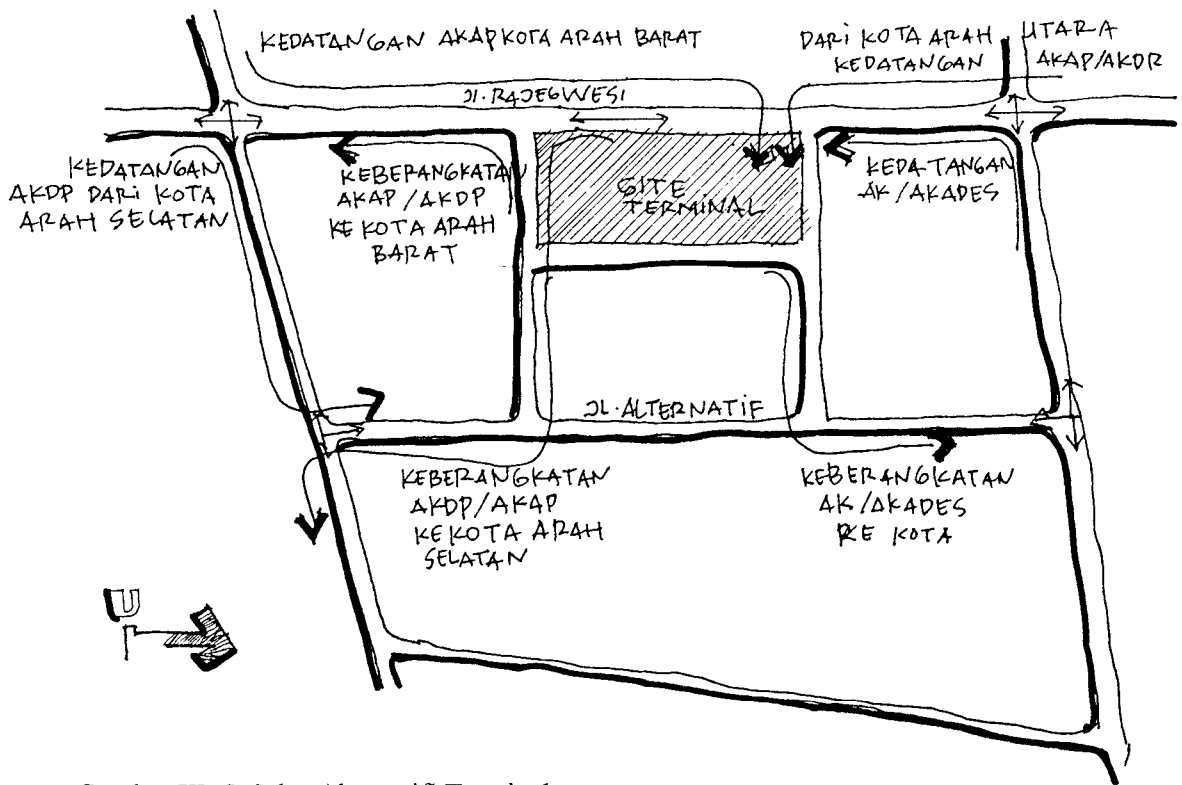 KEDATANGAN AKAP KOTA ARAH BARAT
DARI KOTA ARAH UTARA
KEDATANGAN AKAP/AKDP
JL. RAJEGWESI
KEDATANGAN
AKDP DARI KOTA
ARAH SELATAN
KEBERANGKATAN
AKAP/AKDP
KE KOTA ARAH
BARAT
SITE
TERMINAL
KEDATANGAN
AK/AKADES
JL. ALTERNATIF
KEBERANGKATAN
AKDP/AKAP
KE KOTA ARAH
SELATAN
KEBERANGKATAN
AK/AKADES
KE KOTA
U